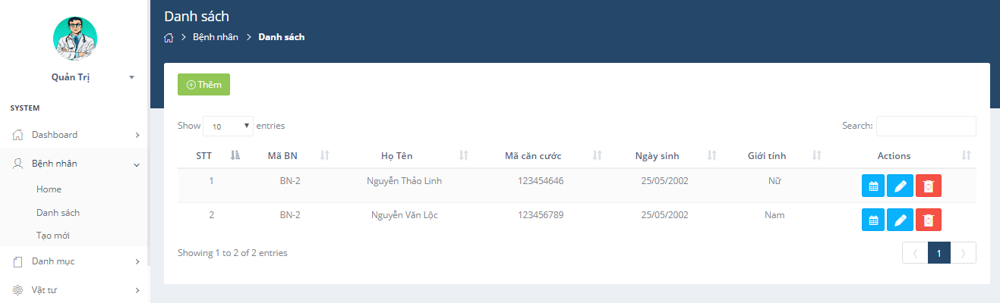 Danh sách
Bệnh nhân > Danh sách
Quản Trị
SYSTEM
Dashboard
Bệnh nhân
Home
Danh sách
Tạo mới
Danh mục
Vật tư
Thêm
Show 10 entries
Search:
STT Mã BN Họ Tên Mã căn cước Ngày sinh Giới tính Actions
1 BN-2 Nguyễn Thảo Linh 123454646 25/05/2002 Nữ
2 BN-2 Nguyễn Văn Lộc 123456789 25/05/2002 Nam
Showing 1 to 2 of 2 entries
1